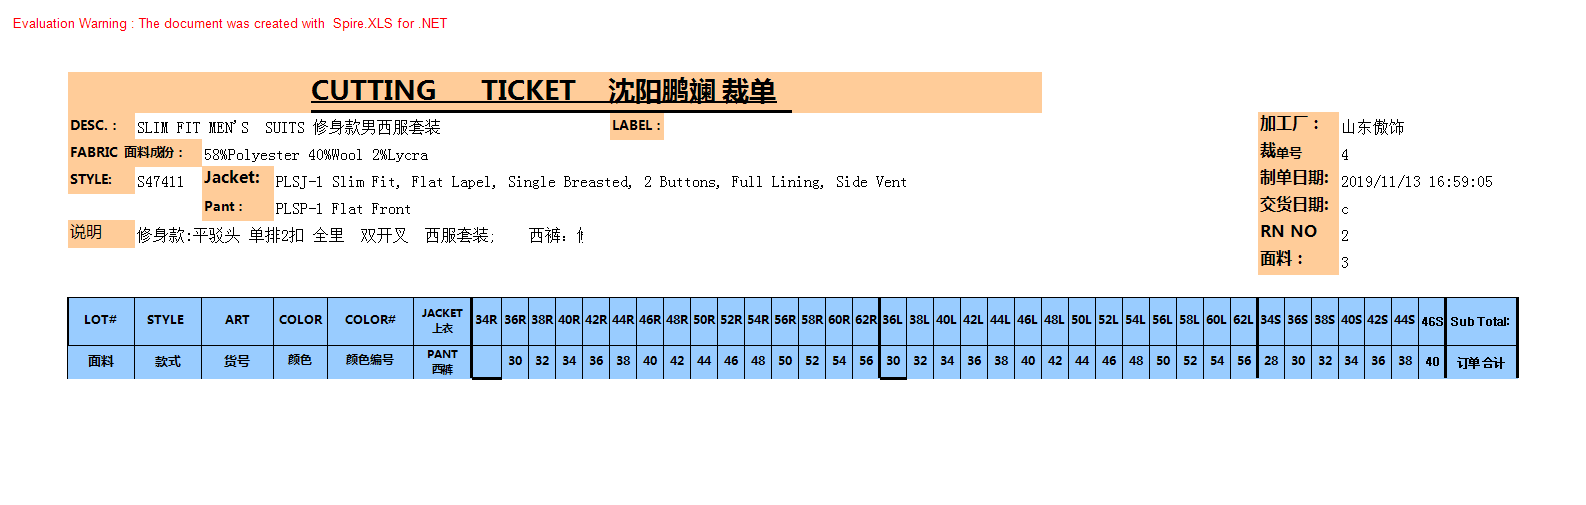 Evaluation Warning : The document was created with  Spire.XLS for .NET
CUTTING TICKET 沈阳鹏斓 裁单
DESC.： SLIM FIT MEN'S SUITS 修身款男西服套装 LABEL： 加工厂： 山东傲饰
FABRIC 面料成份： 58%Polyester 40%Wool 2%Lycra 裁单号 4
STYLE: S47411 Jacket: PLSJ-1 Slim Fit, Flat Lapel, Single Breasted, 2 Buttons, Full Lining, Side Vent 制单日期: 2019/11/13 16:59:05
Pant： PLSP-1 Flat Front 交货日期: c
说明 修身款:平驳头 单排2扣 全里 双开叉 西服套装; 西裤: RN NO 2
面料： 3
LOT# STYLE ART COLOR COLOR# JACKET 上衣 34R 36R 38R 40R 42R 44R 46R 48R 50R 52R 54R 56R 58R 60R 62R 36L 38L 40L 42L 44L 46L 48L 50L 52L 54L 56L 58L 60L 62L 34S 36S 38S 40S 42S 44S 46S Sub Total:
面料 款式 货号 颜色 颜色编号 PANT 西裤 30 32 34 36 38 40 42 44 46 48 50 52 54 56 30 32 34 36 38 40 42 44 46 48 50 52 54 56 28 30 32 34 36 38 40 订单合计